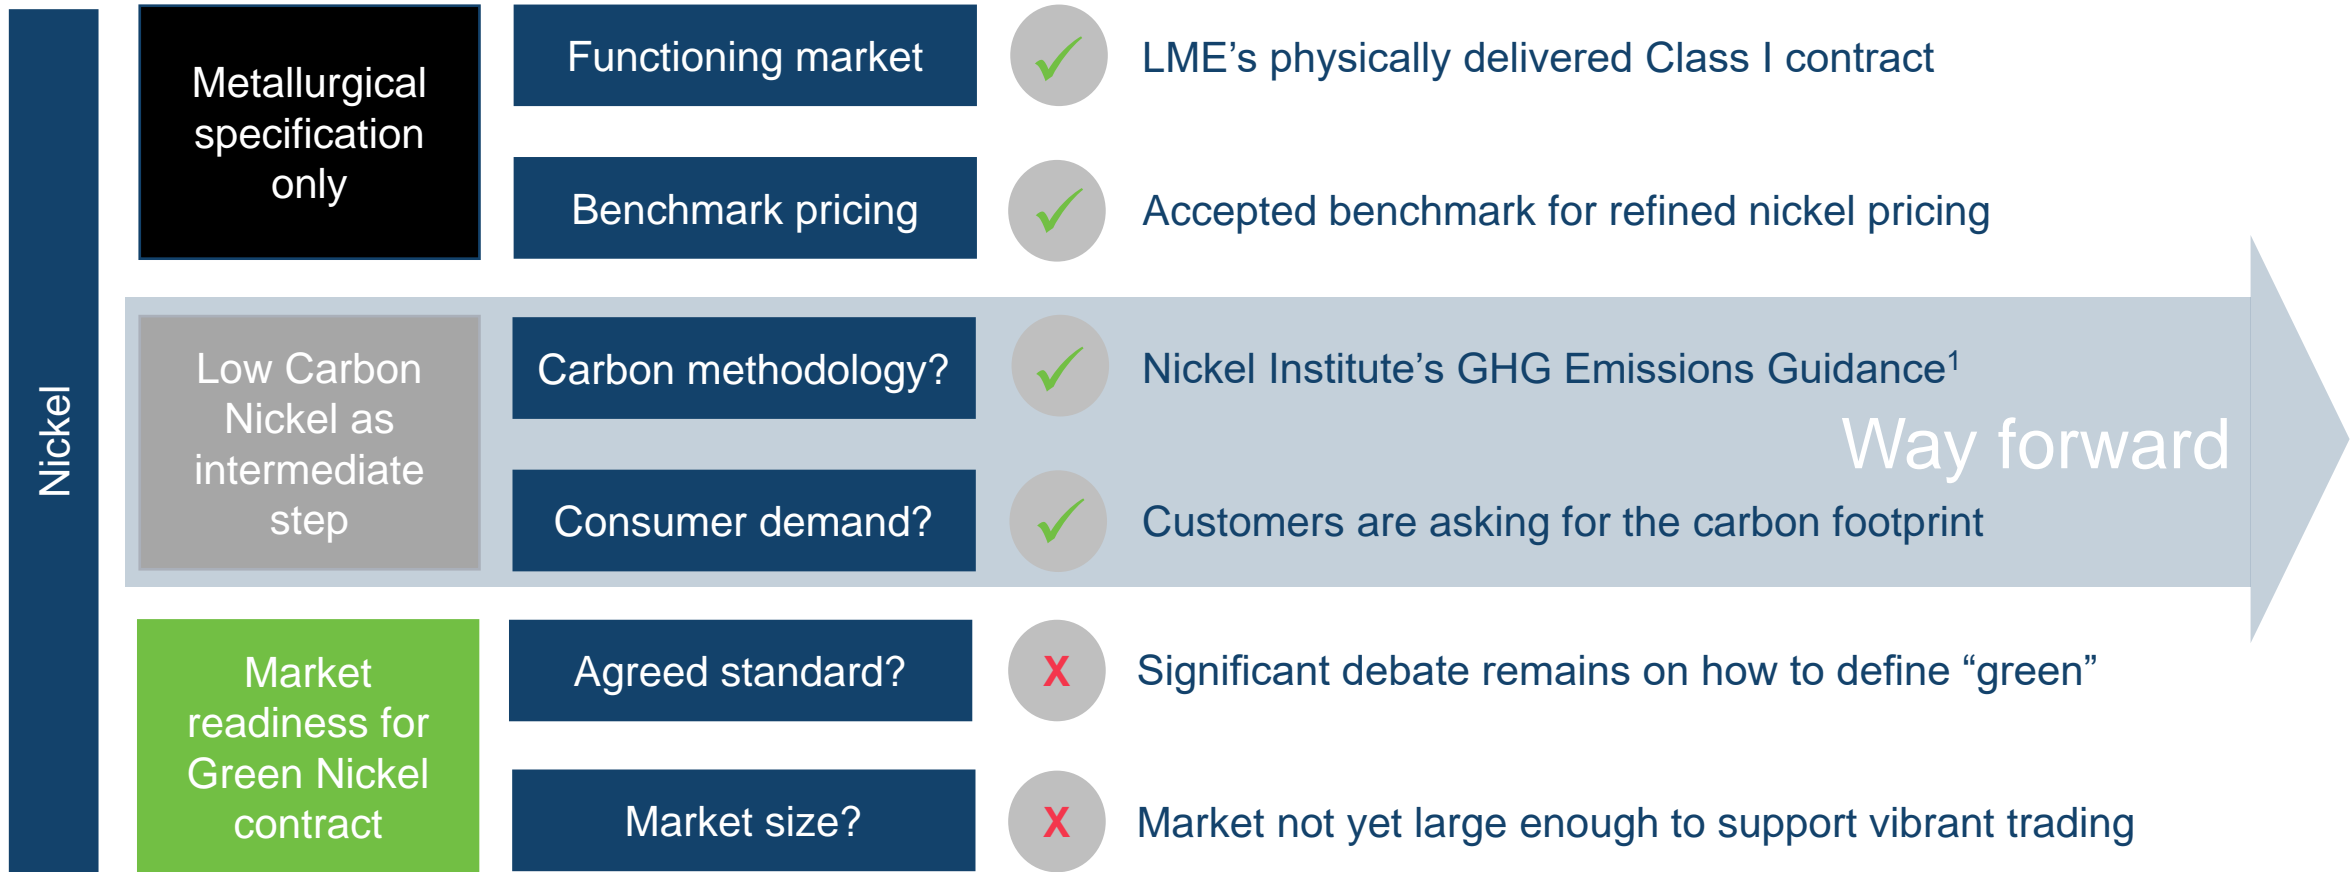 Nickel
Metallurgical
specification
only
Functioning market
✓
LME’s physically delivered Class I contract
Benchmark pricing
✓
Accepted benchmark for refined nickel pricing
Low Carbon
Nickel as
intermediate
step
Carbon methodology?
✓
Nickel Institute’s GHG Emissions Guidance¹
Way forward
Consumer demand?
✓
Customers are asking for the carbon footprint
Market
readiness for
Green Nickel
contract
Agreed standard?
X
Significant debate remains on how to define “green”
Market size?
X
Market not yet large enough to support vibrant trading